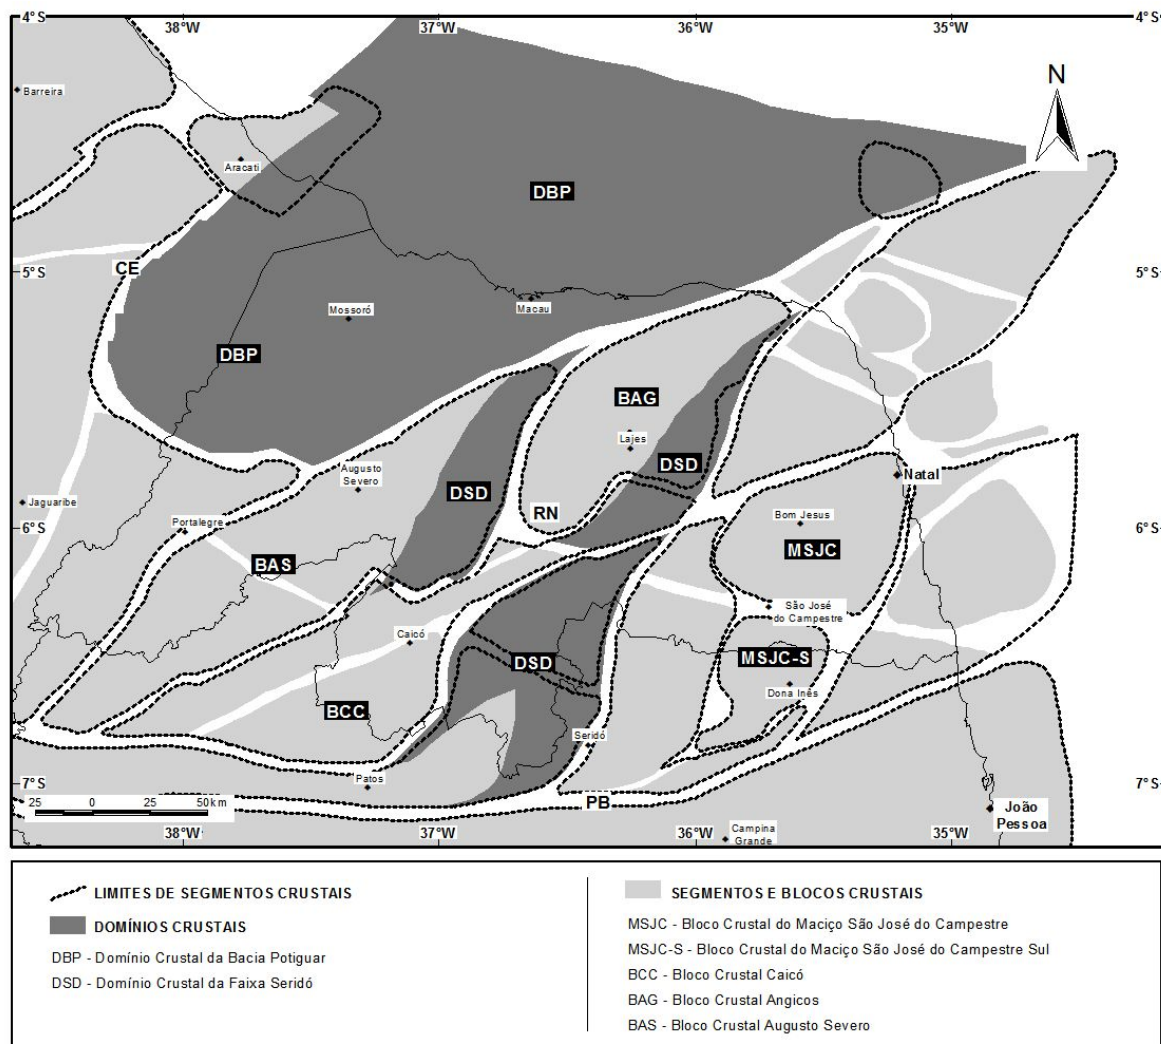 4°S
38°W
37°W
36°W
35°W
4°S
N
Barreira
Aracati
DBP
CE
5°S
5°S
Mossoró
Macau
DBP
BAG
Lajes
DSD
Augusto
Severo
DSD
Natal
Jaguaribe
RN
Portalegre
Bom Jesus
6°S
6°S
MSJC
BAS
São José
do Campestre
Caicó
DSD
MSJC-S
Dona Inês
BCC
Seridó
Patos
7°S
7°S
25 0 25 50 km
PB
João
Pessoa
Campina
Grande
38°W
37°W
36°W
35°W
LIMITES DE SEGMENTOS CRUSTAIS
DOMÍNIOS CRUSTAIS
DBP - Domínio Crustal da Bacia Potiguar
DSD - Domínio Crustal da Faixa Seridó
SEGMENTOS E BLOCOS CRUSTAIS
MSJC - Bloco Crustal do Maciço São José do Campestre
MSJC-S - Bloco Crustal do Maciço São José do Campestre Sul
BCC - Bloco Crustal Caicó
BAG - Bloco Crustal Angicos
BAS - Bloco Crustal Augusto Severo